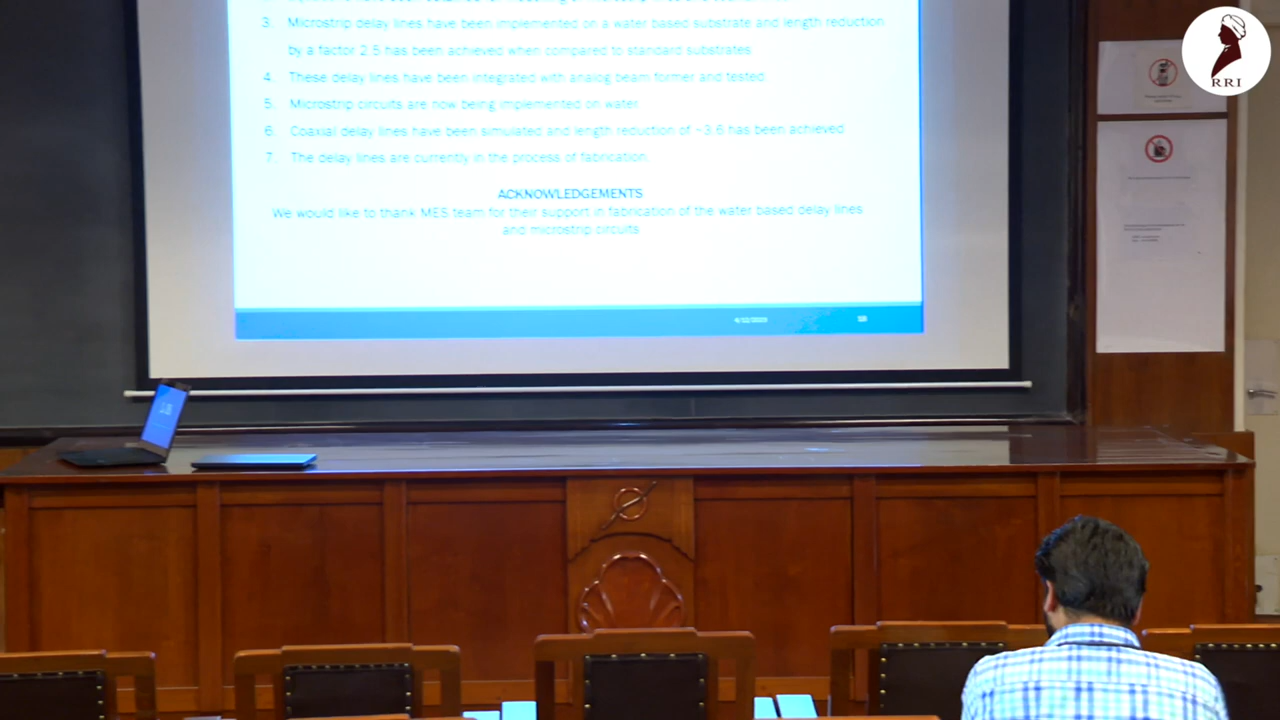 3. Microstrip delay lines have been implemented on a water based substrate and length reduction
by a factor 2.5 has been achieved when compared to standard substrates
4. These delay lines have been integrated with analog beam former and tested.
5. Microstrip circuits are now being implemented on water.
6. Coaxial delay lines have been simulated and length reduction of ~3.6 has been achieved
7. The delay lines are currently in the process of fabrication.
ACKNOWLEDGEMENTS
We would like to thank MES team for their support in fabrication of the water based delay lines
and microstrip circuits
RRI